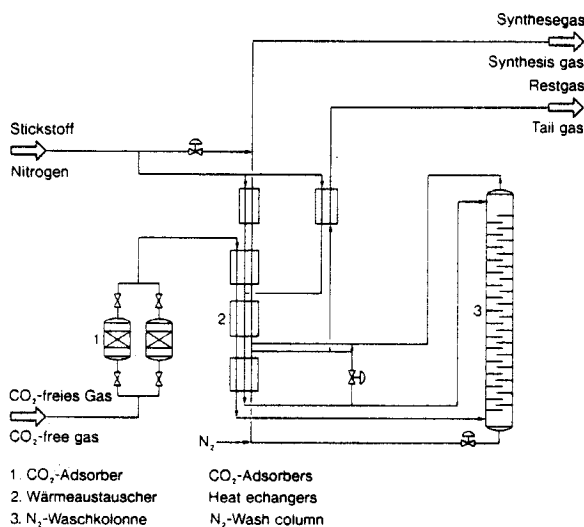 Synthesegas
Synthesis gas
Restgas
Tail gas
Stickstoff
Nitrogen
2
3
1
CO₂-freies Gas
CO₂-free gas
N₂
1. CO₂-Adsorber CO₂-Adsorbers
2. Wärmeaustauscher Heat echangers
3. N₂-Waschkolonne N₂-Wash column